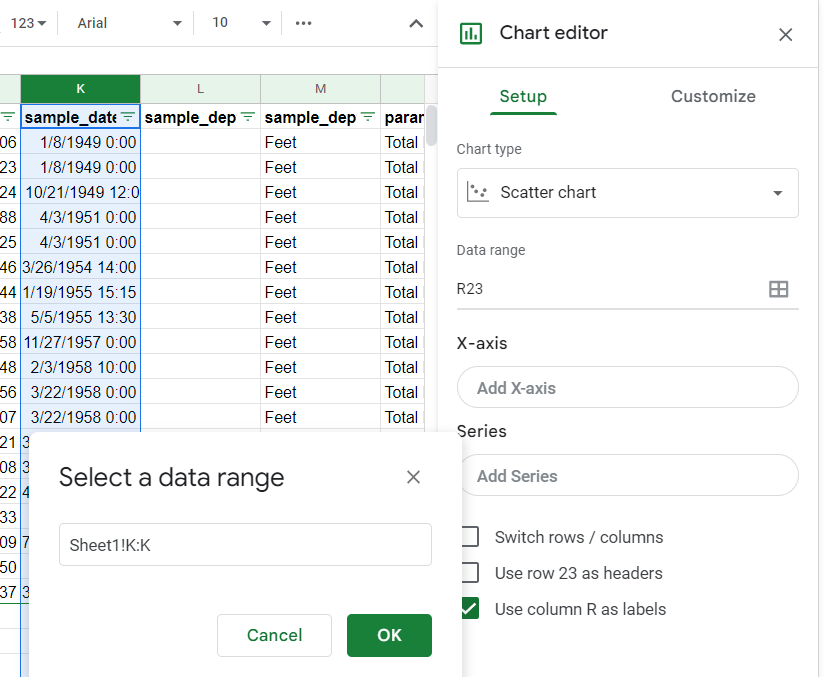 123 Arial 10
Chart editor
K L M
Setup Customize
sample_date sample_dep sample_dep paran
06 1/8/1949 0:00 Feet Total
23 1/8/1949 0:00 Feet Total
24 10/21/1949 12:0 Feet Total
88 4/3/1951 0:00 Feet Total
25 4/3/1951 0:00 Feet Total
46 3/26/1954 14:00 Feet Total
44 1/19/1955 15:15 Feet Total
38 5/5/1955 13:30 Feet Total
58 11/27/1957 0:00 Feet Total
48 2/3/1958 10:00 Feet Total
56 3/22/1958 0:00 Feet Total
07 3/22/1958 0:00 Feet Total
21 3
08 3
22 4
33
09 7
50
37 3
Chart type
Scatter chart
Data range
R23
X-axis
Add X-axis
Series
Add Series
Switch rows / columns
Use row 23 as headers
Use column R as labels
Select a data range
Sheet1!K:K
Cancel OK